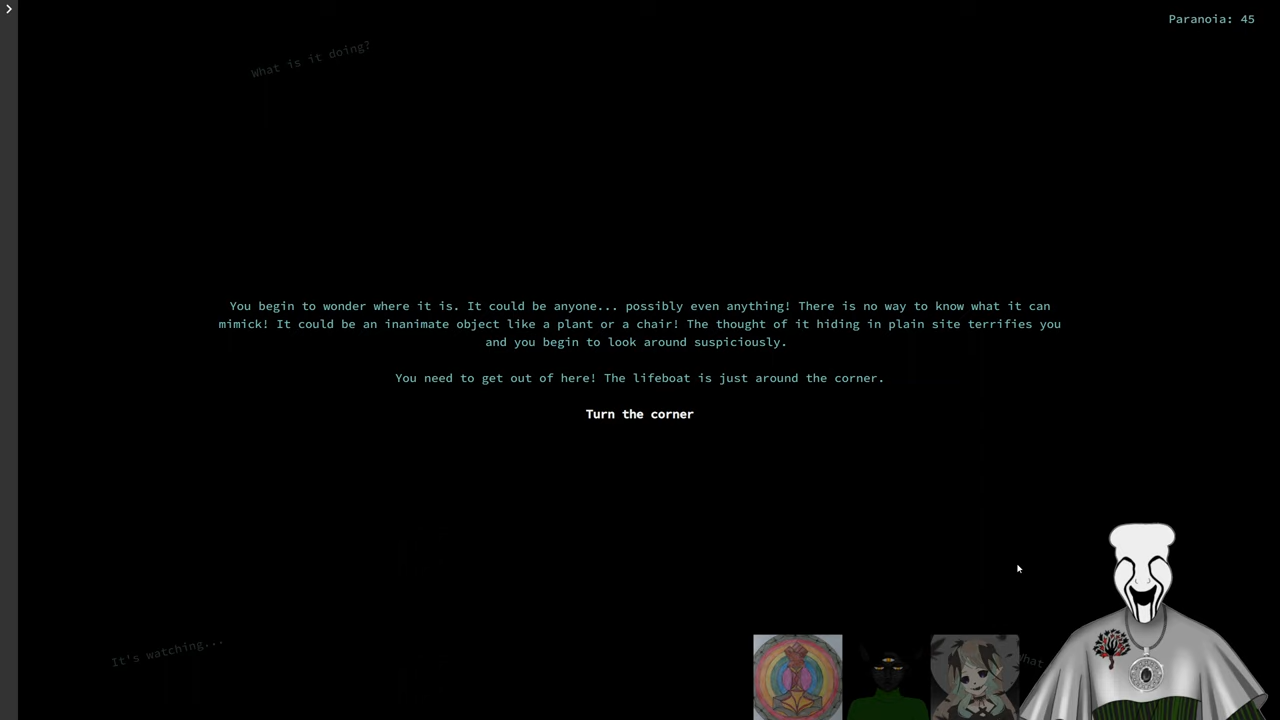 Paranoia: 45
What is it doing?
You begin to wonder where it is. It could be anyone... possibly even anything! There is no way to know what it can
mimick! It could be an inanimate object like a plant or a chair! The thought of it hiding in plain site terrifies you
and you begin to look around suspiciously.
You need to get out of here! The lifeboat is just around the corner.
Turn the corner
It's watching...
What